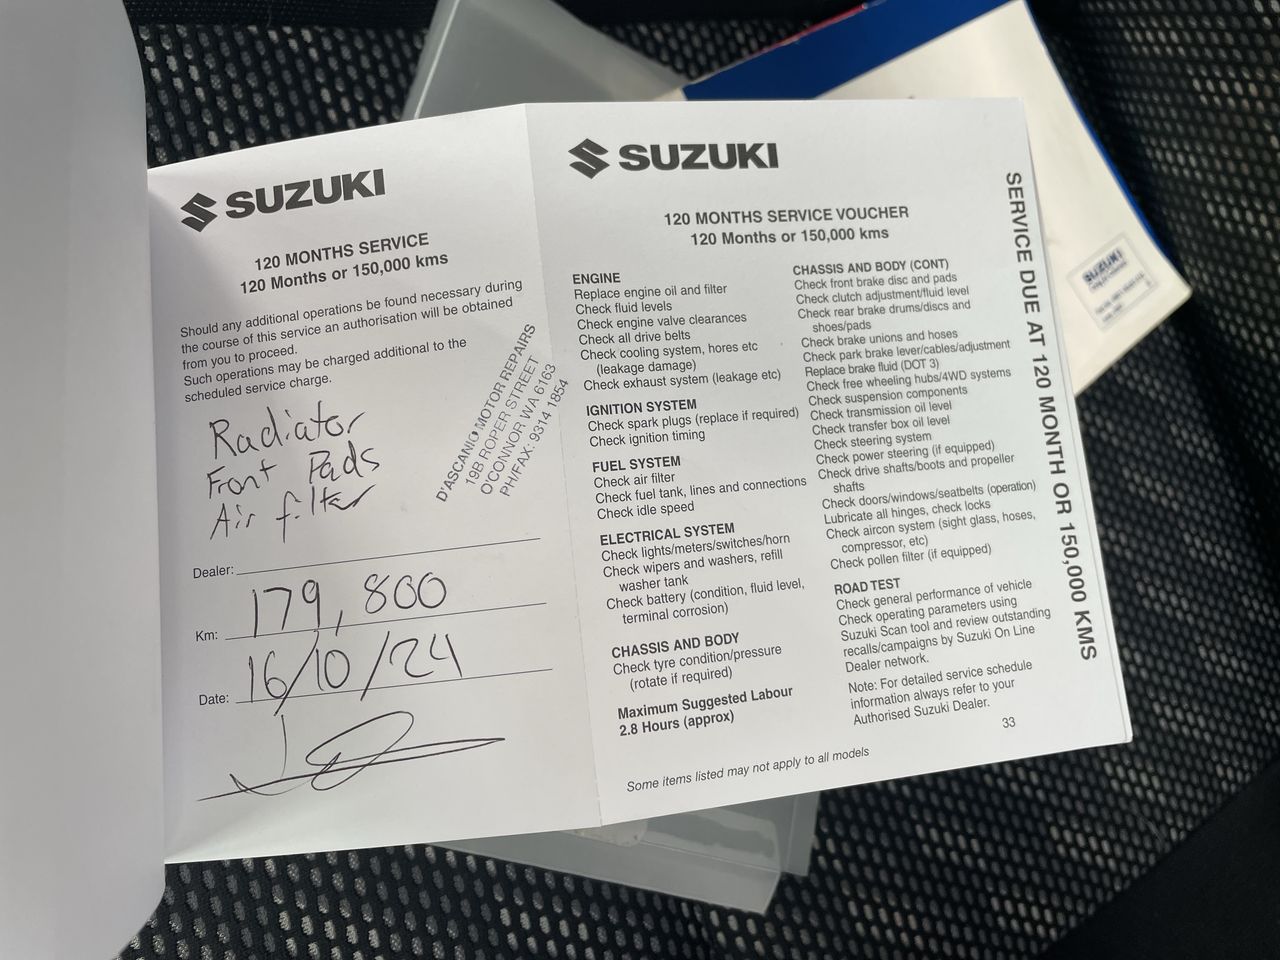 SUZUKI
120 MONTHS SERVICE
120 Months or 150,000 kms
Should any additional operations be found necessary during
the course of this service an authorisation will be obtained
from you to proceed.
Such operations may be charged additional to the
scheduled service charge.
D'ASCANIO MOTOR REPAIRS
19B ROPER STREET
O'CONNOR WA 6163
PH/FAX: 9314 1854
Radiator
Front Pads
Air filter
Dealer:
Km: 179,800
Date: 16/10/24
SUZUKI
120 MONTHS SERVICE VOUCHER
120 Months or 150,000 kms
ENGINE
Replace engine oil and filter
Check fluid levels
Check engine valve clearances
Check all drive belts
Check cooling system, hores etc
(leakage damage)
Check exhaust system (leakage etc)
IGNITION SYSTEM
Check spark plugs (replace if required)
Check ignition timing
FUEL SYSTEM
Check air filter
Check fuel tank, lines and connections
Check idle speed
ELECTRICAL SYSTEM
Check lights/meters/switches/horn
Check wipers and washers, refill
washer tank
Check battery (condition, fluid level,
terminal corrosion)
CHASSIS AND BODY
Check tyre condition/pressure
(rotate if required)
Maximum Suggested Labour
2.8 Hours (approx)
CHASSIS AND BODY (CONT)
Check front brake disc and pads
Check clutch adjustment/fluid level
Check rear brake drums/discs and
shoes/pads
Check brake unions and hoses
Check park brake lever/cables/adjustment
Replace brake fluid (DOT 3)
Check free wheeling hubs/4WD systems
Check suspension components
Check transmission oil level
Check transfer box oil level
Check steering system
Check power steering (if equipped)
Check drive shafts/boots and propeller
shafts
Check doors/windows/seatbelts (operation)
Lubricate all hinges, check locks
Check aircon system (sight glass, hoses,
compressor, etc)
Check pollen filter (if equipped)
ROAD TEST
Check general performance of vehicle
Check operating parameters using
Suzuki Scan tool and review outstanding
recalls/campaigns by Suzuki On Line
Dealer network.
Note: For detailed service schedule
information always refer to your
Authorised Suzuki Dealer.
33
Some items listed may not apply to all models
SERVICE DUE AT 120 MONTH OR 150,000 KMS
SUZUKI